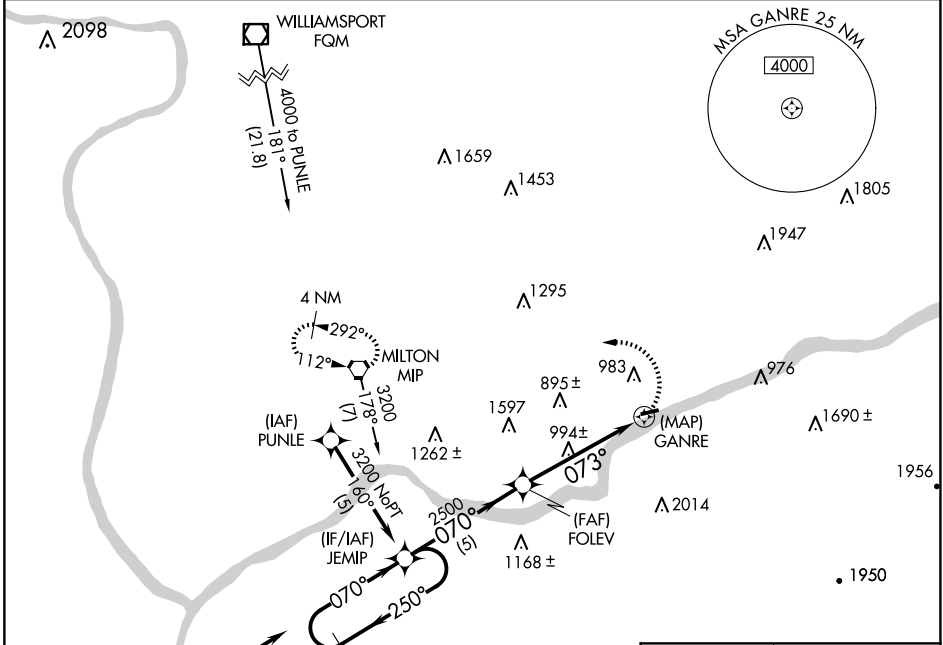 2098
WILLIAMSPORT
FQM
4000 to PUNLE
181°
(21.8)
MSA GANRE 25 NM
4000
1659
1453
1805
1947
1295
4 NM
292°
112°
MILTON
MIP
3200
178°
(7)
983
976
895 ±
1597
994±
1262 ±
(MAP)
GANRE
1690 ±
(IAF)
PUNLE
3200 NoPT
160°
(5)
073°
1956
2014
2500
070°
(5)
(FAF)
FOLEV
(IF/IAF)
JEMIP
1168 ±
1950
070°
250°